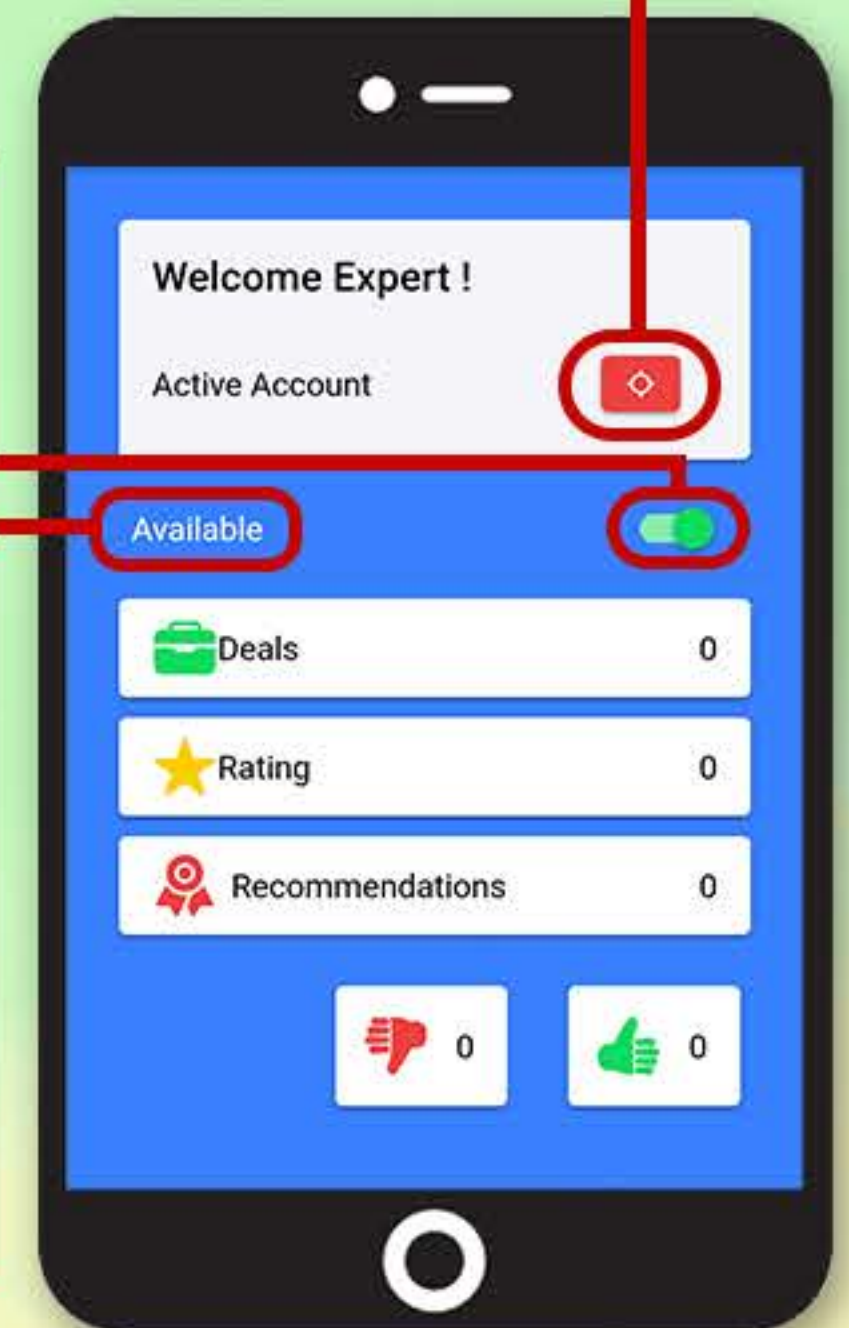 Welcome Expert !
Active Account
Available
Deals 0
Rating 0
Recommendations 0
0 0